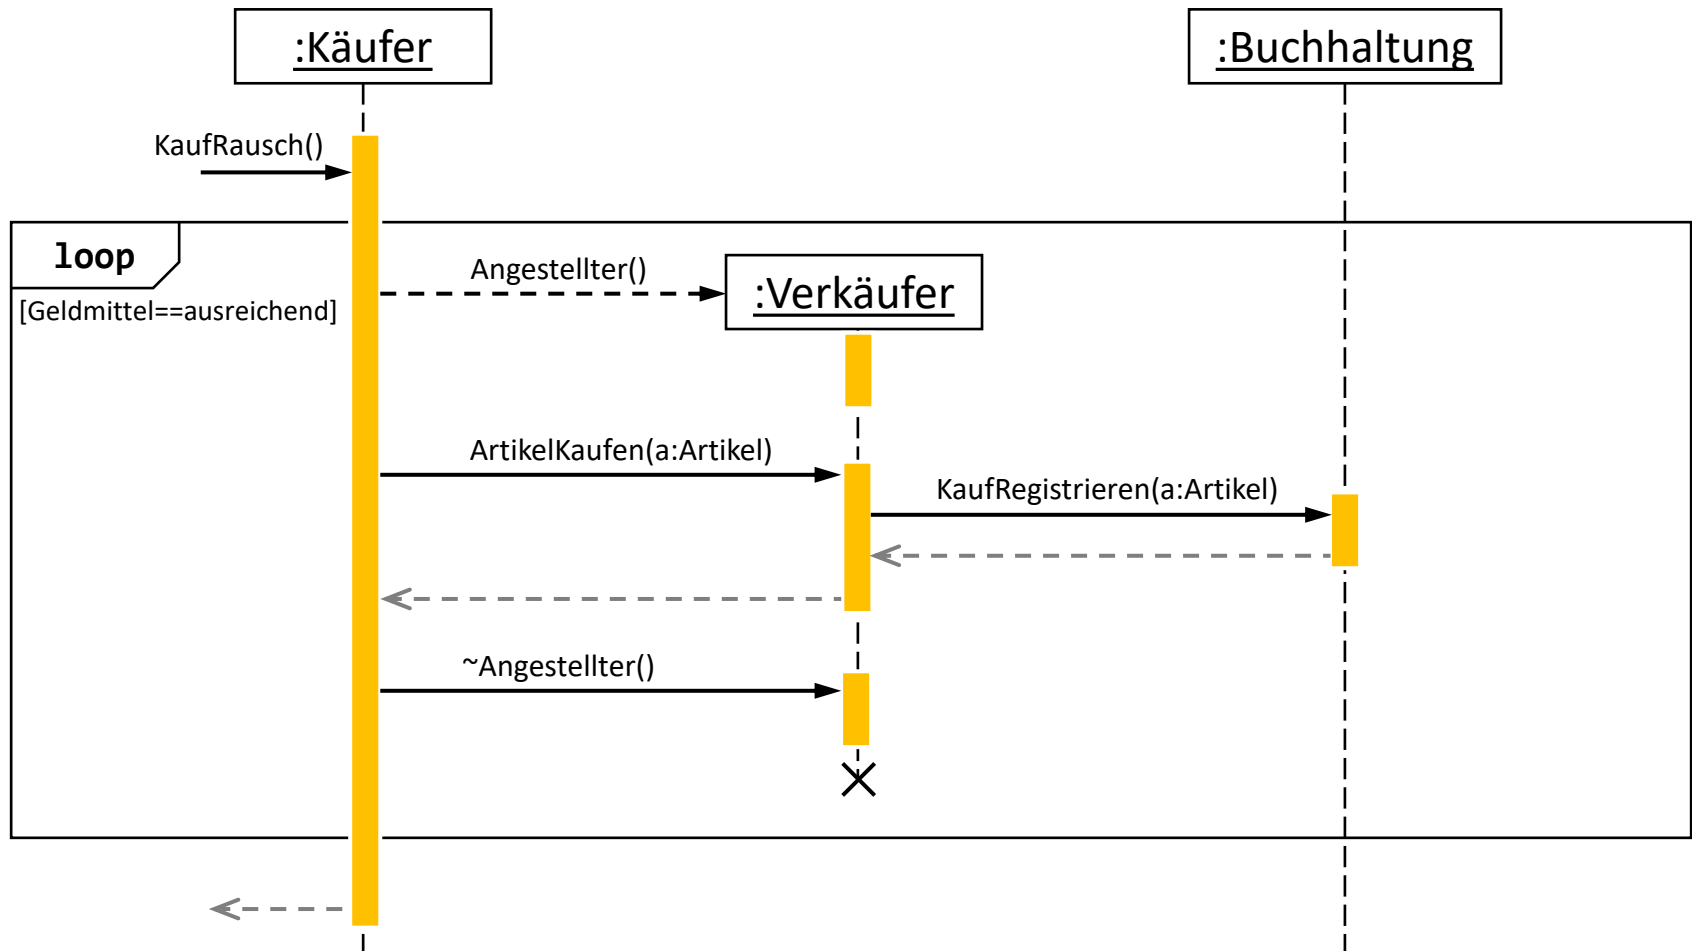 :Käufer
:Buchhaltung
KaufRausch()
loop
Angestellter()
:Verkäufer
[Geldmittel==ausreichend]
ArtikelKaufen(a:Artikel)
KaufRegistrieren(a:Artikel)
~Angestellter()